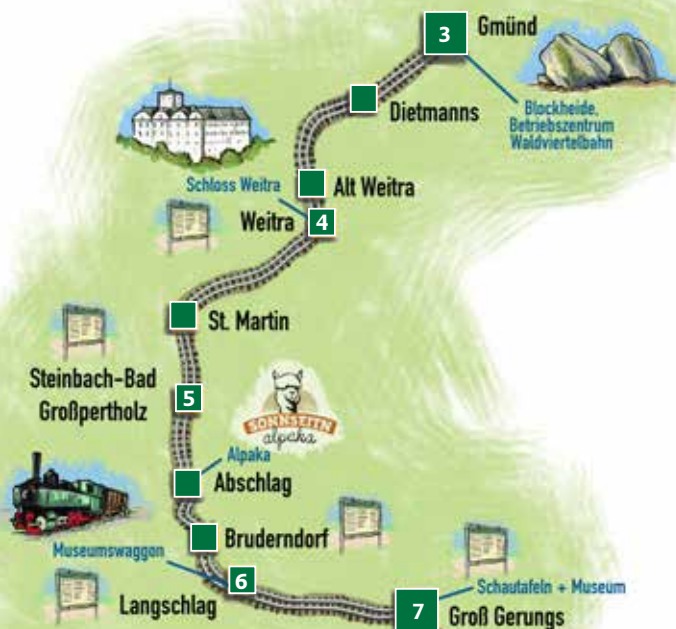 3
Gmünd
Blockheide,
Betriebszentrum
Waldviertelbahn
Dietmanns
Schloss Weitra
Alt Weitra
Weitra
4
St. Martin
Steinbach-Bad
Großpertholz
5
SONNSEITN
alpaka
Alpaka
Abschlag
Bruderndorf
Museumswaggon
6
Langschlag
Schautafeln + Museum
7
Groß Gerungs